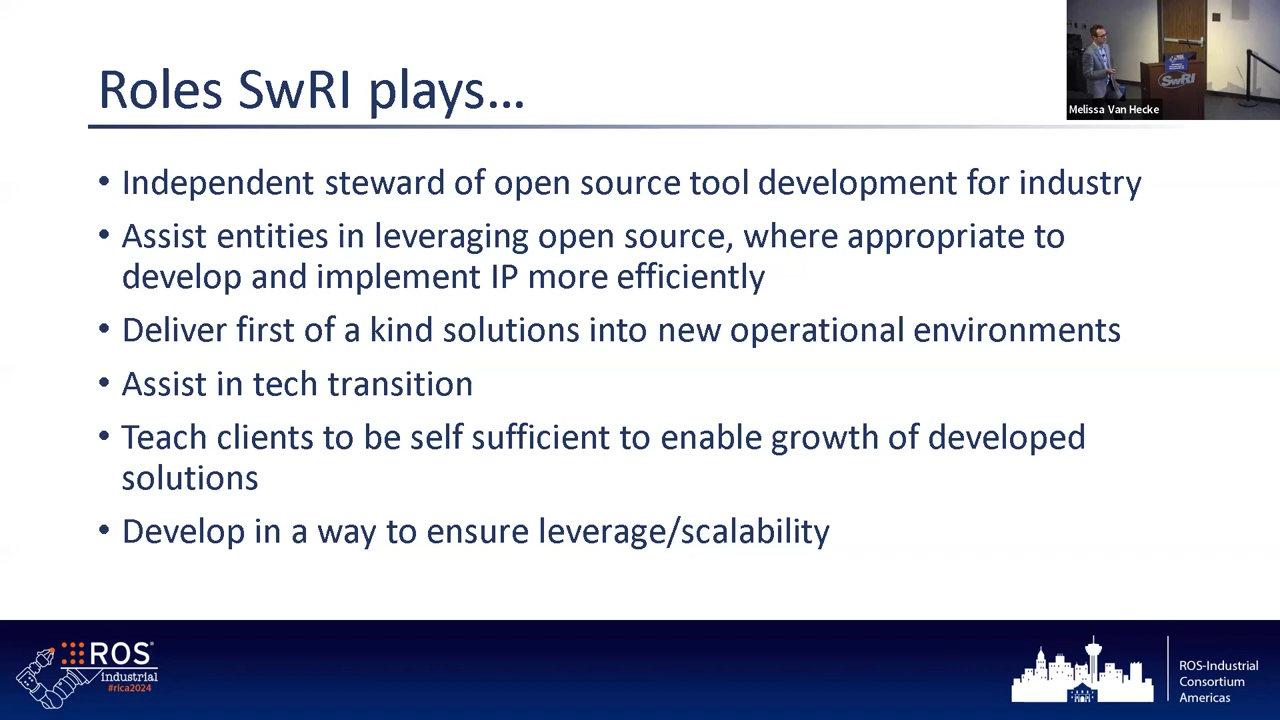 Roles SwRI plays...
SwRI
Melissa Van Hecke
• Independent steward of open source tool development for industry
• Assist entities in leveraging open source, where appropriate to
develop and implement IP more efficiently
• Deliver first of a kind solutions into new operational environments
• Assist in tech transition
• Teach clients to be self sufficient to enable growth of developed
solutions
• Develop in a way to ensure leverage/scalability
ROS
Industrial
#rica2024
ROS-Industrial
Consortium
Americas